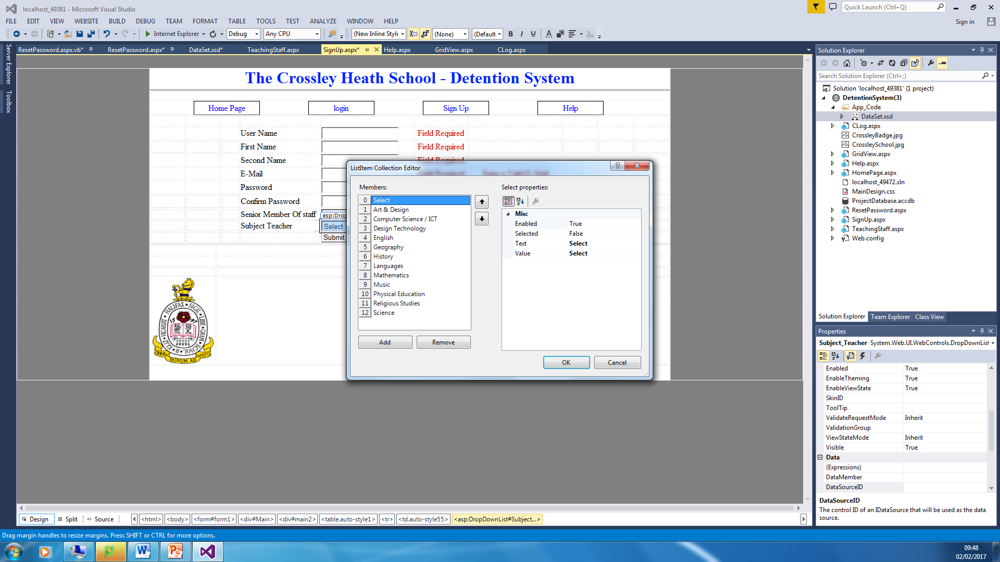 localhost_49381 - Microsoft Visual Studio
Quick Launch (Ctrl+Q)
FILE EDIT VIEW WEBSITE BUILD DEBUG TEAM FORMAT TABLE TOOLS TEST ANALYZE WINDOW HELP
Sign in
Internet Explorer Debug Any CPU (New Inline Style (None) (Default B I U A
Server Explorer
Toolbox
ResetPassword.aspx.vb* ResetPassword.aspx* DataSet.xsd* TeachingStaff.aspx SignUp.aspx* Help.aspx GridView.aspx CLog.aspx
The Crossley Heath School - Detention System
Home Page login Sign Up Help
User Name Field Required
First Name Field Required
Second Name Field Required
E-Mail
Password
Confirm Password
Senior Member Of staff
asp:Drop
Subject Teacher Select
Submit
ListItem Collection Editor
Members:
0 Select
1 Art & Design
2 Computer Science / ICT
3 Design Technology
4 English
5 Geography
6 History
7 Languages
8 Mathematics
9 Music
10 Physical Education
11 Religious Studies
12 Science
Add Remove
Select properties:
Misc
Enabled True
Selected False
Text Select
Value Select
OK Cancel
HALIFAX
1597
OMNE BONUM AB ALTO
Solution Explorer
Search Solution Explorer (Ctrl+;)
Solution 'localhost_49381' (1 project)
DetentionSystem(3)
App_Code
DataSet.xsd
CLog.aspx
CrossleyBadge.jpg
CrossleySchool.jpg
GridView.aspx
Help.aspx
HomePage.aspx
localhost_49472.sln
MainDesign.css
ProjectDatabase.accdb
ResetPassword.aspx
SignUp.aspx
TeachingStaff.aspx
Web.config
Solution Explorer Team Explorer Class View
Properties
Subject_Teacher System.Web.UI.WebControls.DropDownList
Enabled True
EnableTheming True
EnableViewState True
SkinID
ToolTip
ValidateRequestMode Inherit
ValidationGroup
ViewStateMode Inherit
Visible True
Data
(Expressions)
DataMember
DataSourceID
DataSourceID
The control ID of an IDataSource that will be used as the data
source.
Design Split Source <html> <body> <form#form1> <div#Main> <div#main2> <table.auto-style1> <tr> <td.auto-style55> <asp:DropDownList#Subject...>
Drag margin handles to resize margins. Press SHIFT or CTRL for more options.
09:48
02/02/2017